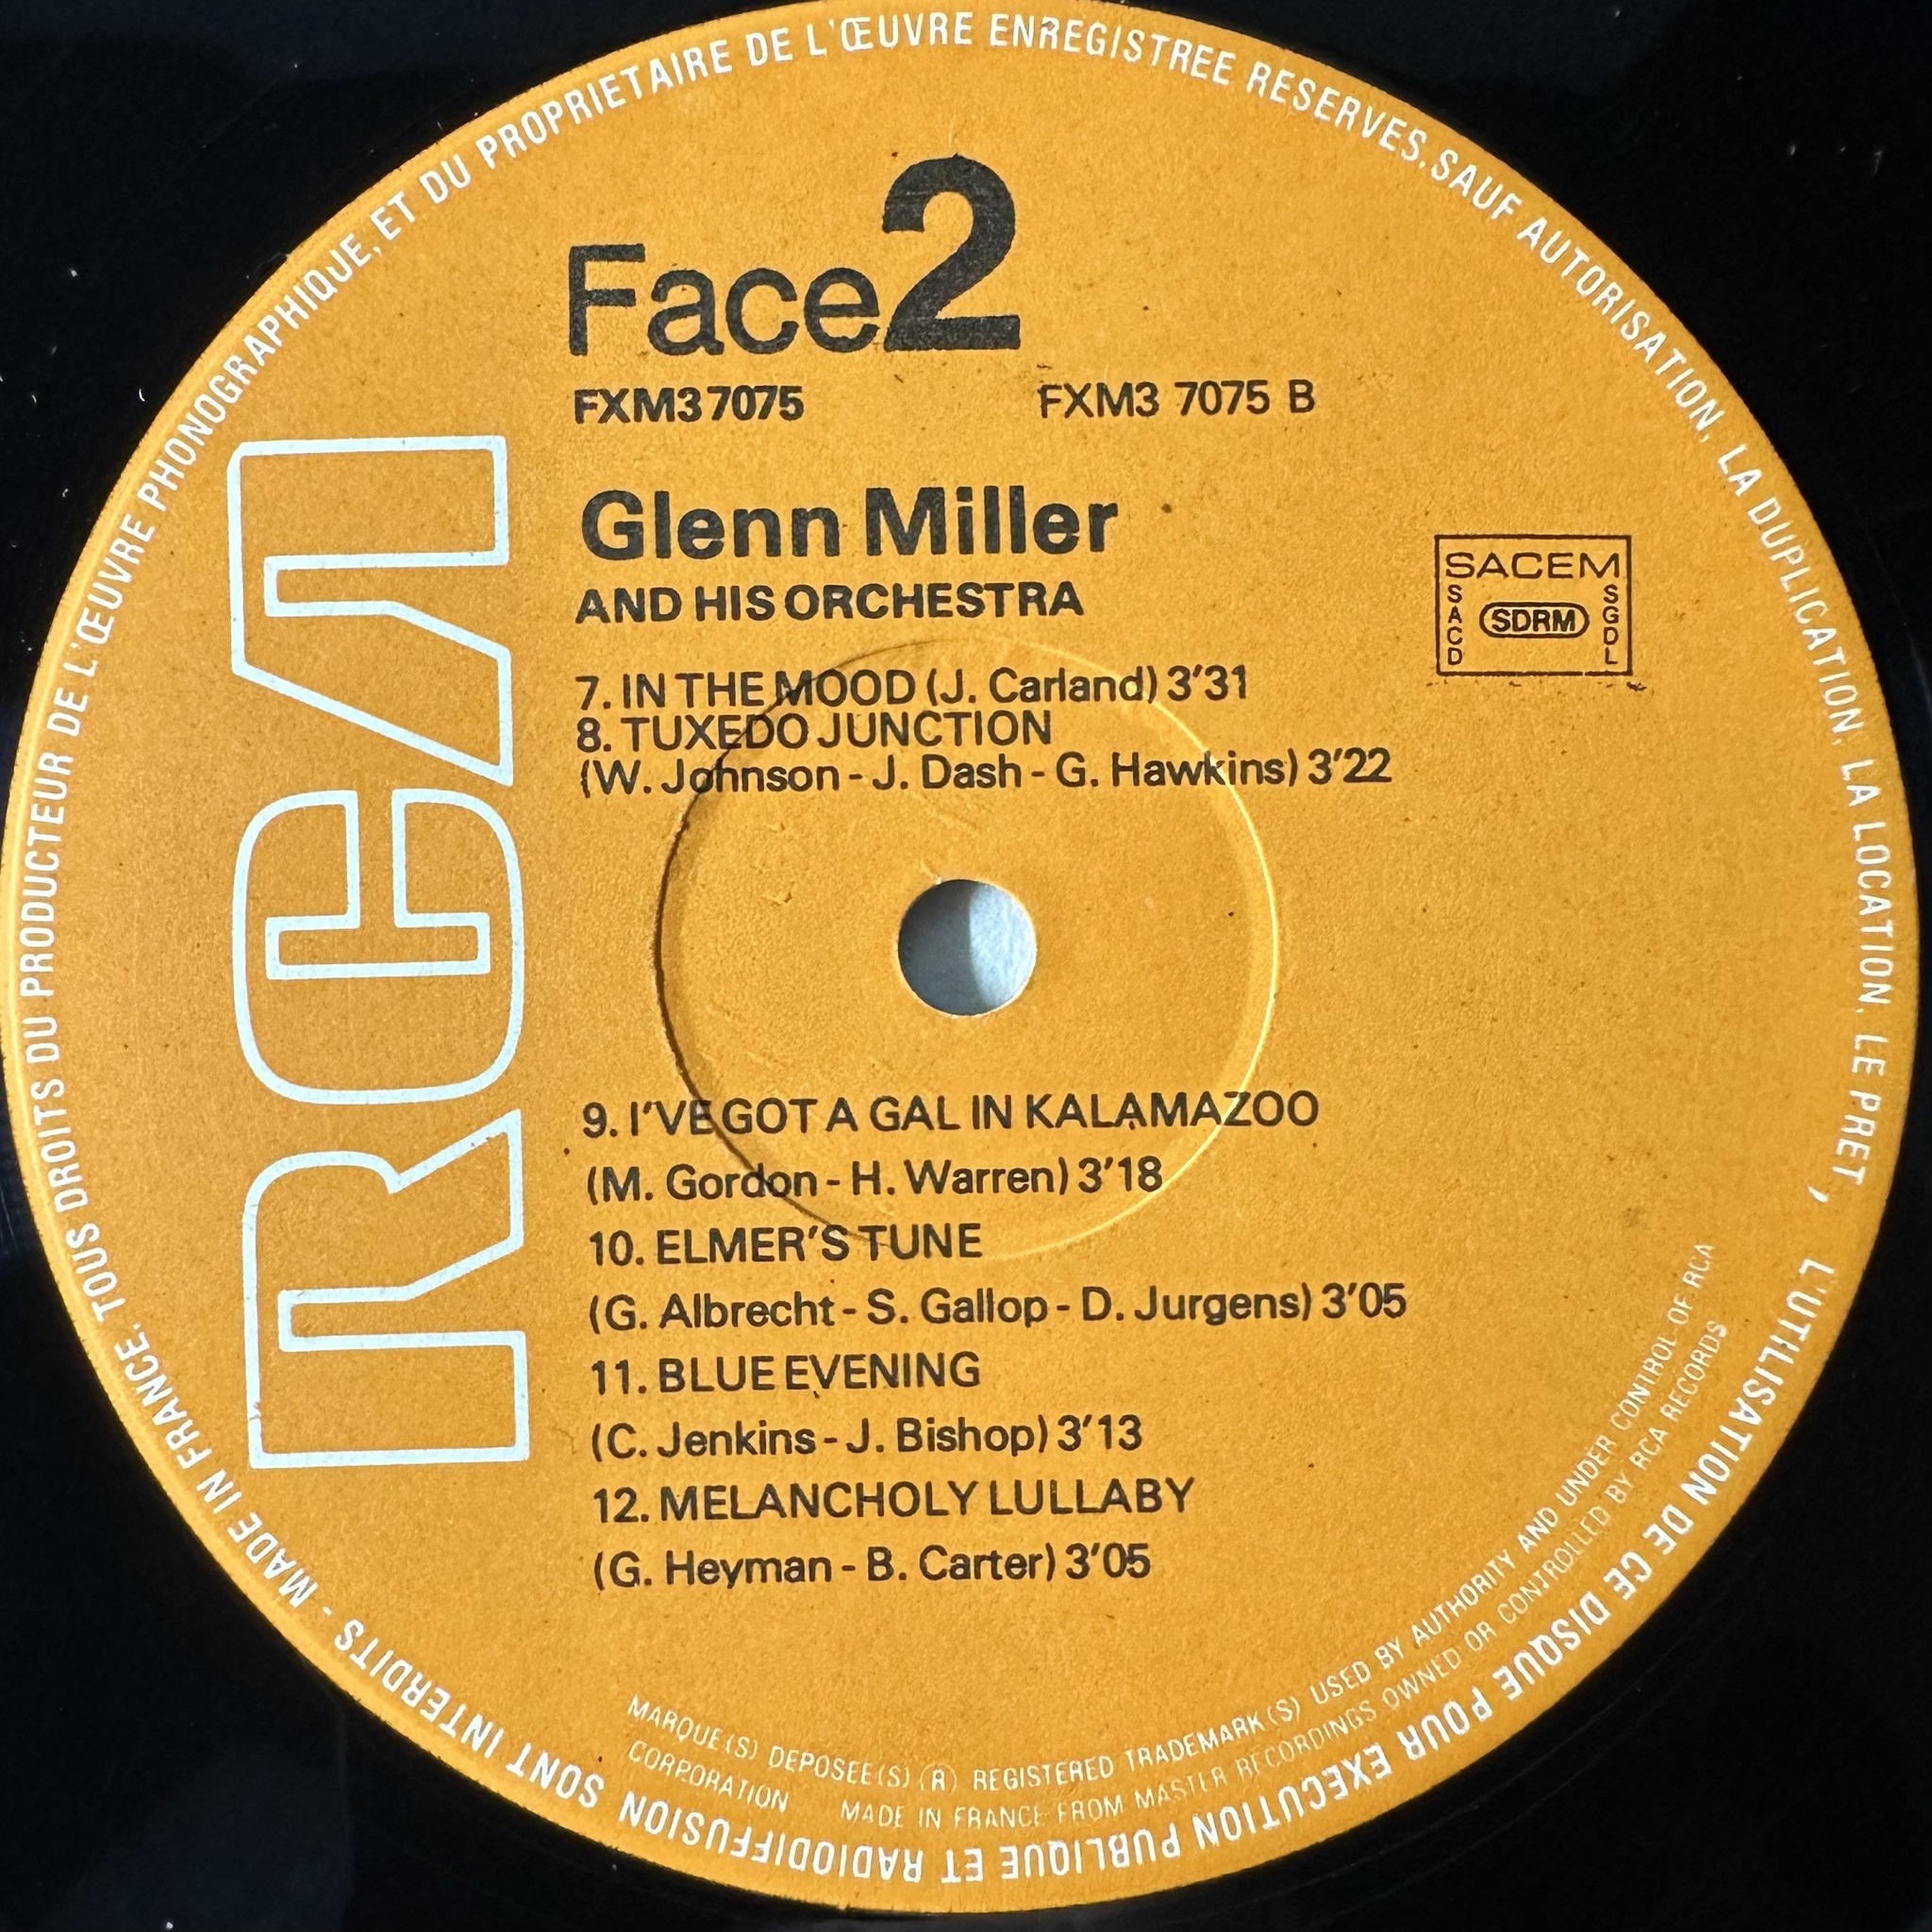 Face 2
FXM3 7075 FXM3 7075 B
Glenn Miller
AND HIS ORCHESTRA
SACEM
SACD
SDRM
SGDL
7. IN THE MOOD (J. Carland) 3'31
8. TUXEDO JUNCTION
(W. Johnson - J. Dash - G. Hawkins) 3'22
9. I'VE GOT A GAL IN KALAMAZOO
(M. Gordon - H. Warren) 3'18
10. ELMER'S TUNE
(G. Albrecht - S. Gallop - D. Jurgens) 3'05
11. BLUE EVENING
(C. Jenkins - J. Bishop) 3'13
12. MELANCHOLY LULLABY
(G. Heyman - B. Carter) 3'05
RCA
MARQUE(S) DEPOSEE(S) (R) REGISTERED TRADEMARK(S) USED BY AUTHORITY AND UNDER CONTROL OF RCA
CORPORATION MADE IN FRANCE FROM MASTER RECORDINGS OWNED OR CONTROLLED BY RCA RECORDS
MADE IN FRANCE. TOUS DROITS DU PRODUCTEUR DE L'ŒUVRE PHONOGRAPHIQUE, ET DU PROPRIETAIRE DE L'ŒUVRE ENREGISTREE RESERVES. SAUF AUTORISATION, LA DUPLICATION, LA LOCATION, LE PRET, L'UTILISATION DE CE DISQUE POUR EXECUTION PUBLIQUE ET RADIODIFFUSION SONT INTERDITS -